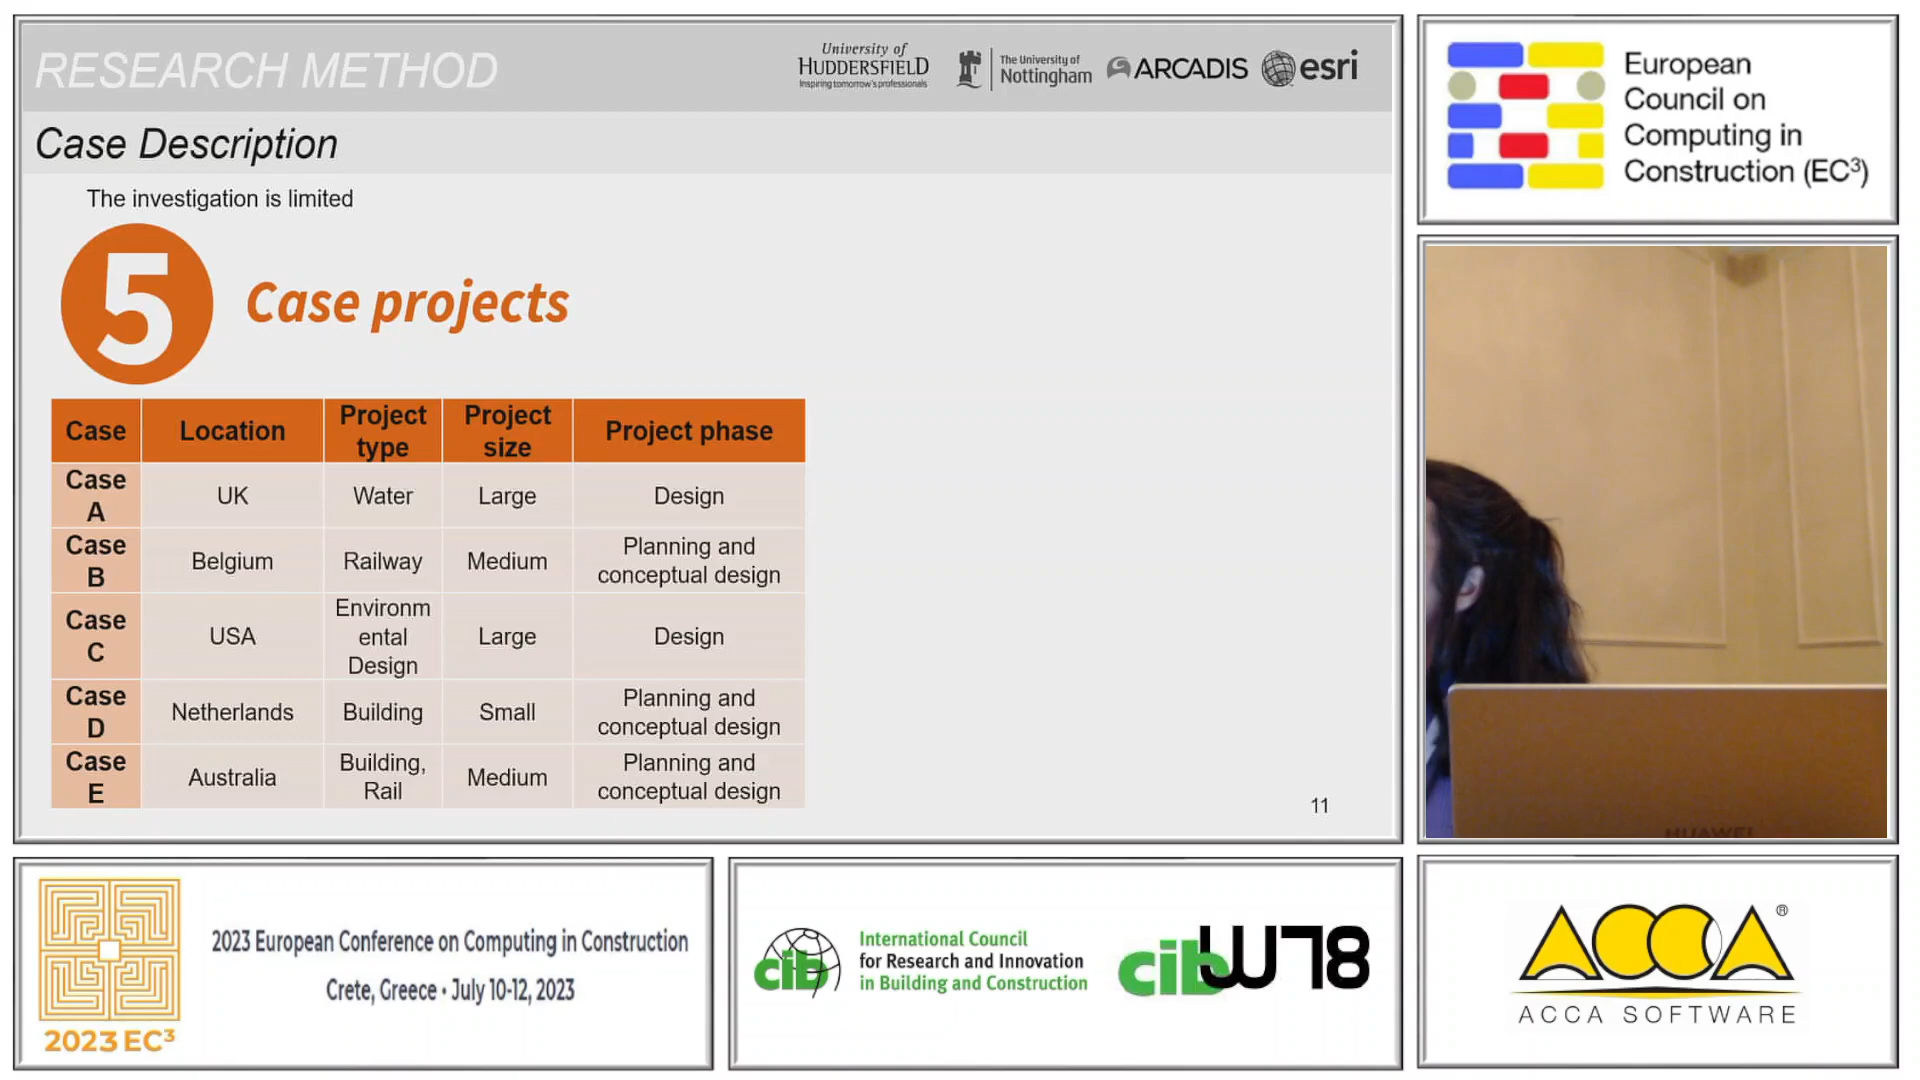 RESEARCH METHOD
University of
HUDDERSFIELD
Inspiring tomorrow's professionals
The University of
Nottingham
ARCADIS
esri
Case Description
The investigation is limited
5
Case projects
Case Location Project type Project size Project phase
Case A UK Water Large Design
Case B Belgium Railway Medium Planning and conceptual design
Case C USA Environmental Design Large Design
Case D Netherlands Building Small Planning and conceptual design
Case E Australia Building, Rail Medium Planning and conceptual design
11
European
Council on
Computing in
Construction (EC³)
HUAWEI
2023 EC³
2023 European Conference on Computing in Construction
Crete, Greece • July 10-12, 2023
cib
International Council
for Research and Innovation
in Building and Construction
cib W78
ACCA ®
ACCA SOFTWARE